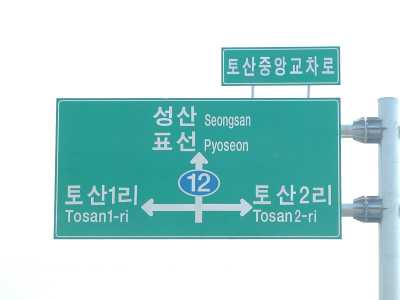 토산중앙교차로
성산 Seongsan
표선 Pyoseon
12
토산1리
Tosan1-ri
토산2리
Tosan2-ri